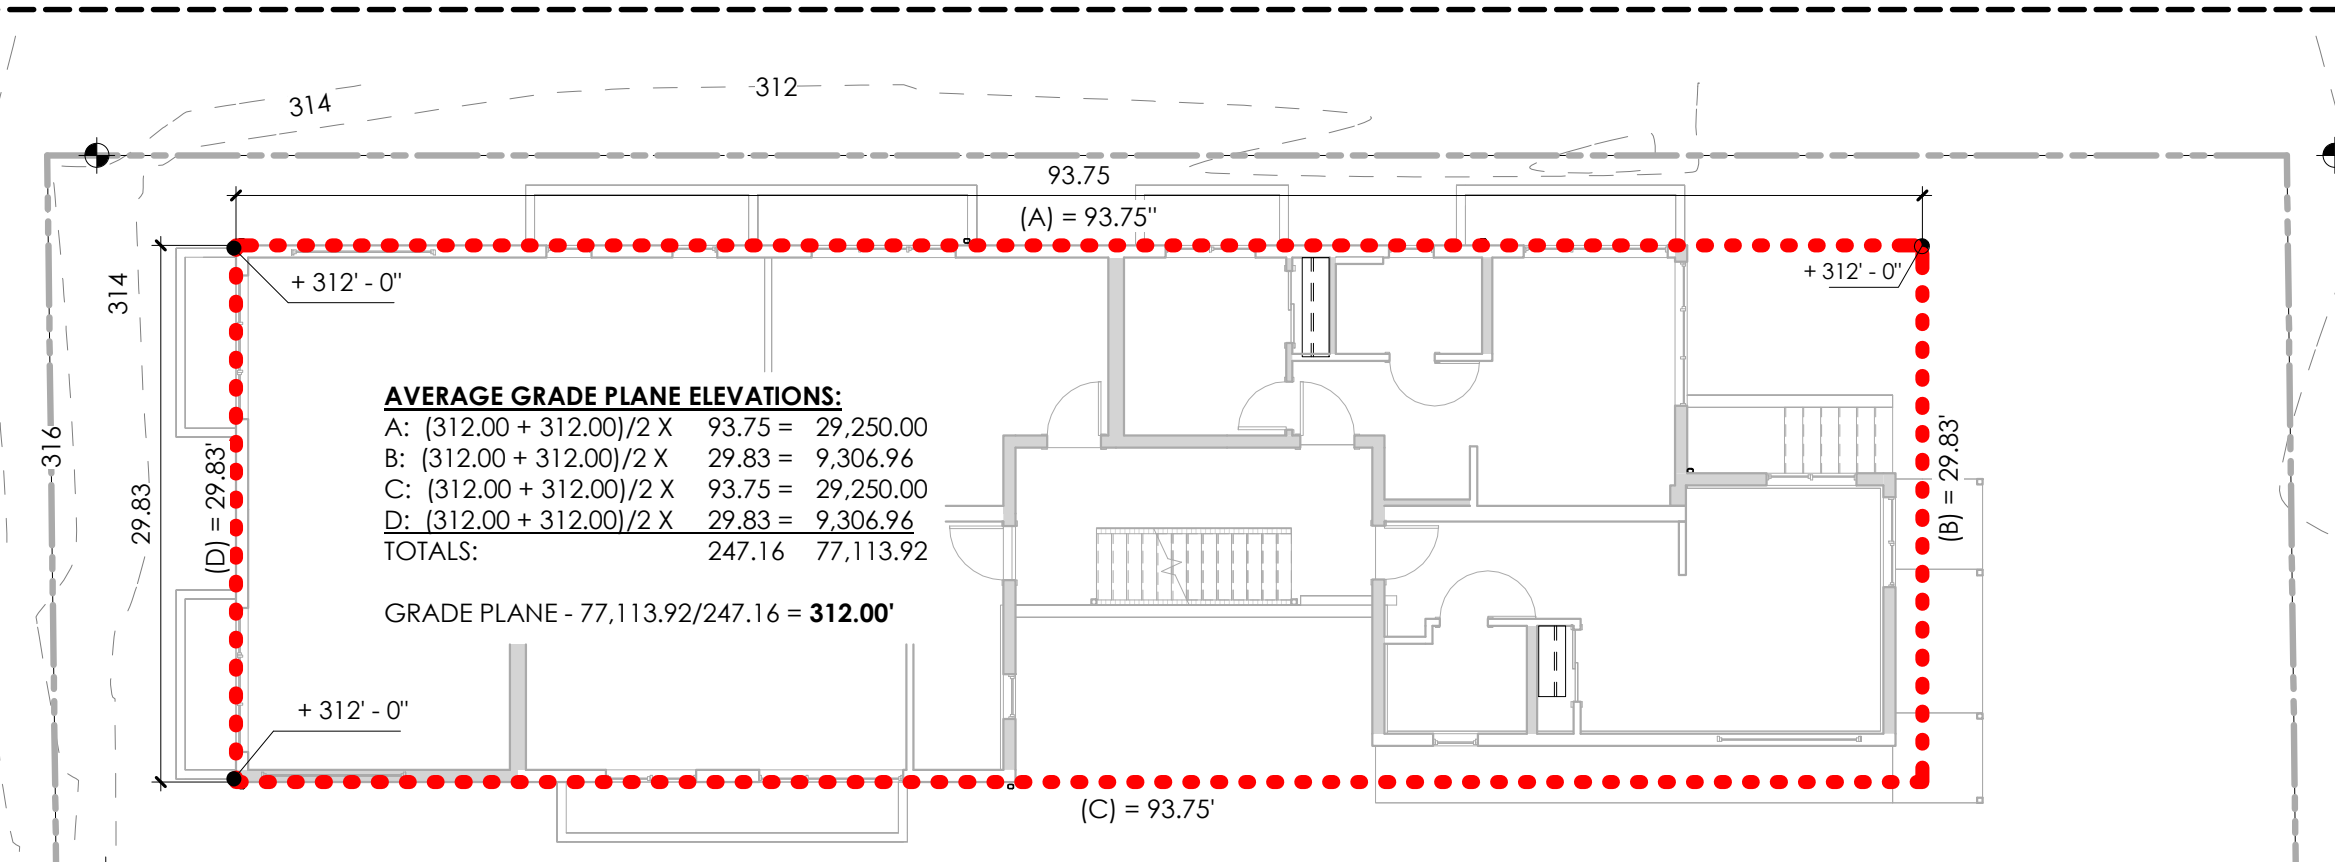 312
314
93.75
(A) = 93.75"
+ 312' - 0"
+ 312' - 0"
314
AVERAGE GRADE PLANE ELEVATIONS:
A: (312.00 + 312.00)/2 X 93.75 = 29,250.00
B: (312.00 + 312.00)/2 X 29.83 = 9,306.96
C: (312.00 + 312.00)/2 X 93.75 = 29,250.00
D: (312.00 + 312.00)/2 X 29.83 = 9,306.96
TOTALS: 247.16 77,113.92
GRADE PLANE - 77,113.92/247.16 = 312.00'
316
29.83
(D) = 29.83'
(B) = 29.83'
+ 312' - 0"
(C) = 93.75'